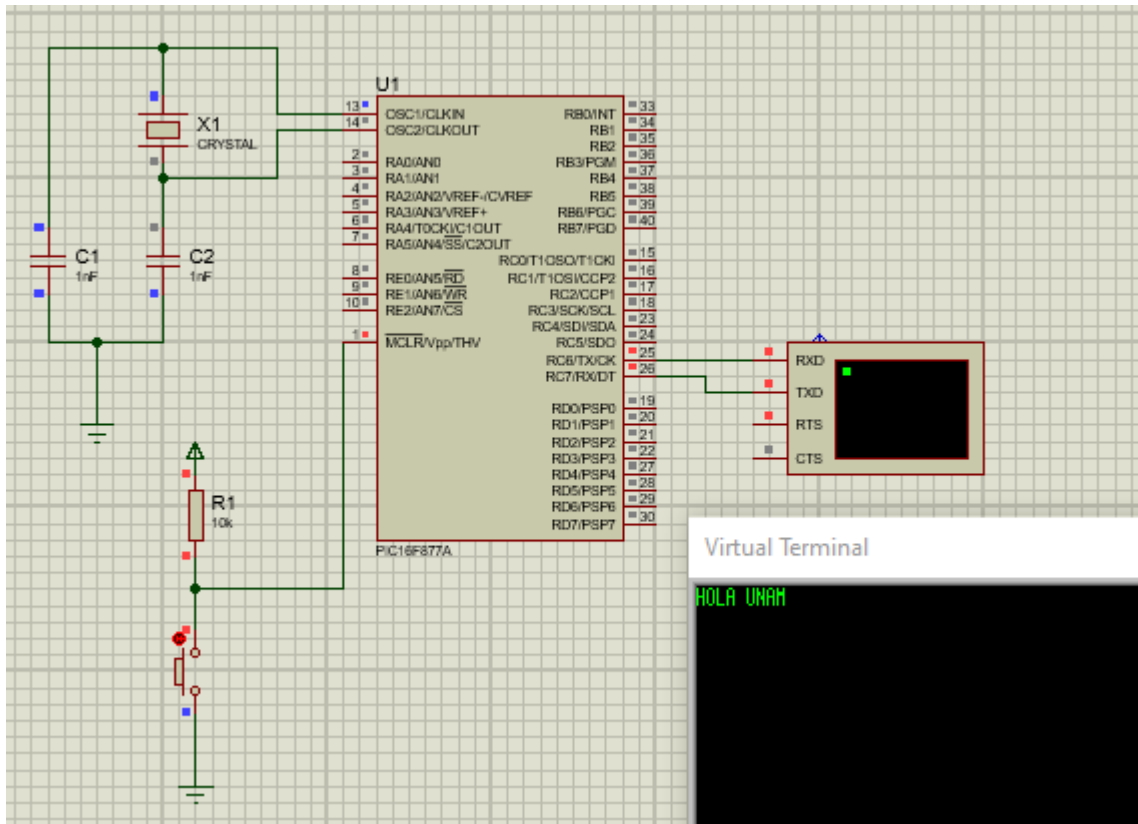 U1
X1
CRYSTAL
C1
1nF
C2
1nF
R1
10k
13
OSC1/CLKIN
14
OSC2/CLKOUT
2
RA0/AN0
3
RA1/AN1
4
RA2/AN2/VREF-/CVREF
5
RA3/AN3/VREF+
6
RA4/T0CKI/C1OUT
7
RA5/AN4/SS/C2OUT
8
RE0/AN5/RD
9
RE1/AN6/WR
10
RE2/AN7/CS
1
MCLR/Vpp/THV
RB0/INT
33
RB1
34
RB2
35
RB3/PGM
36
RB4
37
RB5
38
RB6/PGC
39
RB7/PGD
40
RC0/T1OSO/T1CKI
15
RC1/T1OSI/CCP2
16
RC2/CCP1
17
RC3/SCK/SCL
18
RC4/SDI/SDA
23
RC5/SDO
24
RC6/TX/CK
25
RC7/RX/DT
26
RD0/PSP0
19
RD1/PSP1
20
RD2/PSP2
21
RD3/PSP3
22
RD4/PSP4
27
RD5/PSP5
28
RD6/PSP6
29
RD7/PSP7
30
PIC16F877A
RXD
TXD
RTS
CTS
Virtual Terminal
HOLA UNAM